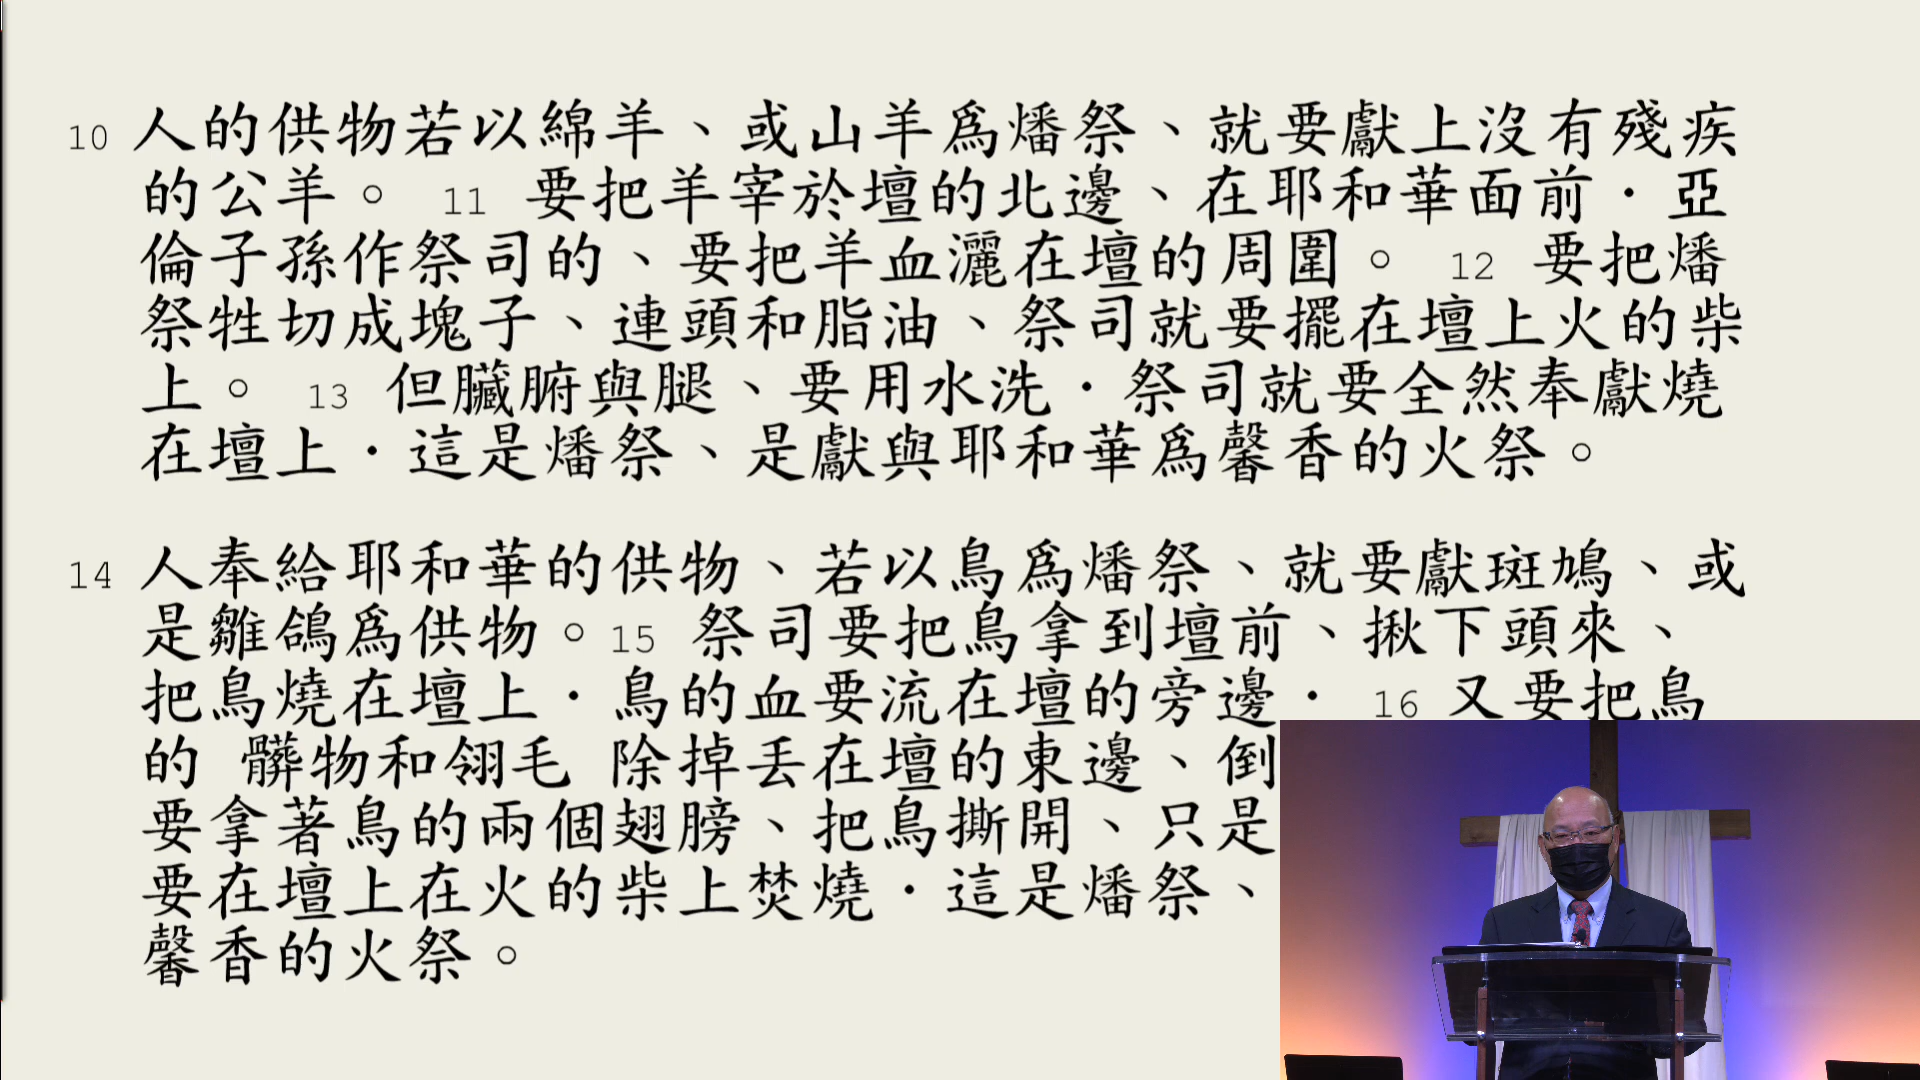 10 人的供物若以綿羊、或山羊爲燔祭、就要獻上沒有殘疾
的公羊。 11 要把羊宰於壇的北邊、在耶和華面前．亞
倫子孫作祭司的、要把羊血灑在壇的周圍。 12 要把燔
祭牲切成塊子、連頭和脂油、祭司就要擺在壇上火的柴
上。 13 但臟腑與腿、要用水洗．祭司就要全然奉獻燒
在壇上．這是燔祭、是獻與耶和華爲馨香的火祭。
14 人奉給耶和華的供物、若以鳥爲燔祭、就要獻斑鳩、或
是雛鴿爲供物。15 祭司要把鳥拿到壇前、揪下頭來、
把鳥燒在壇上．鳥的血要流在壇的旁邊． 16 又要把鳥
的 髒物和翎毛 除掉丟在壇的東邊、倒
要拿著鳥的兩個翅膀、把鳥撕開、只是
要在壇上在火的柴上焚燒．這是燔祭、
馨香的火祭。